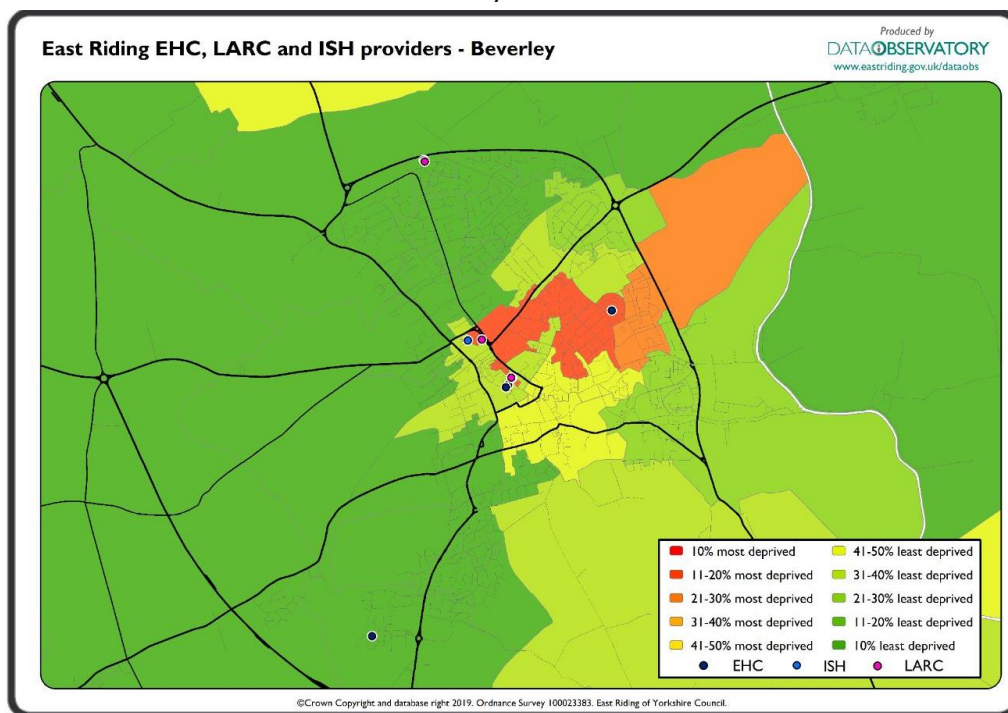 Produced by
East Riding EHC, LARC and ISH providers - Beverley
DATA OBSERVATORY
www.eastriding.gov.uk/dataobs
10% most deprived
41-50% least deprived
11-20% most deprived
31-40% least deprived
21-30% most deprived
21-30% least deprived
31-40% most deprived
11-20% least deprived
41-50% most deprived
10% least deprived
EHC ISH LARC
©Crown Copyright and database right 2019. Ordnance Survey 100023383. East Riding of Yorkshire Council.